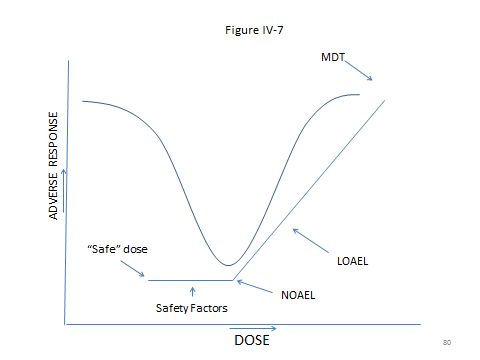 Figure IV-7
MDT
ADVERSE RESPONSE
"Safe" dose
LOAEL
NOAEL
Safety Factors
DOSE
80